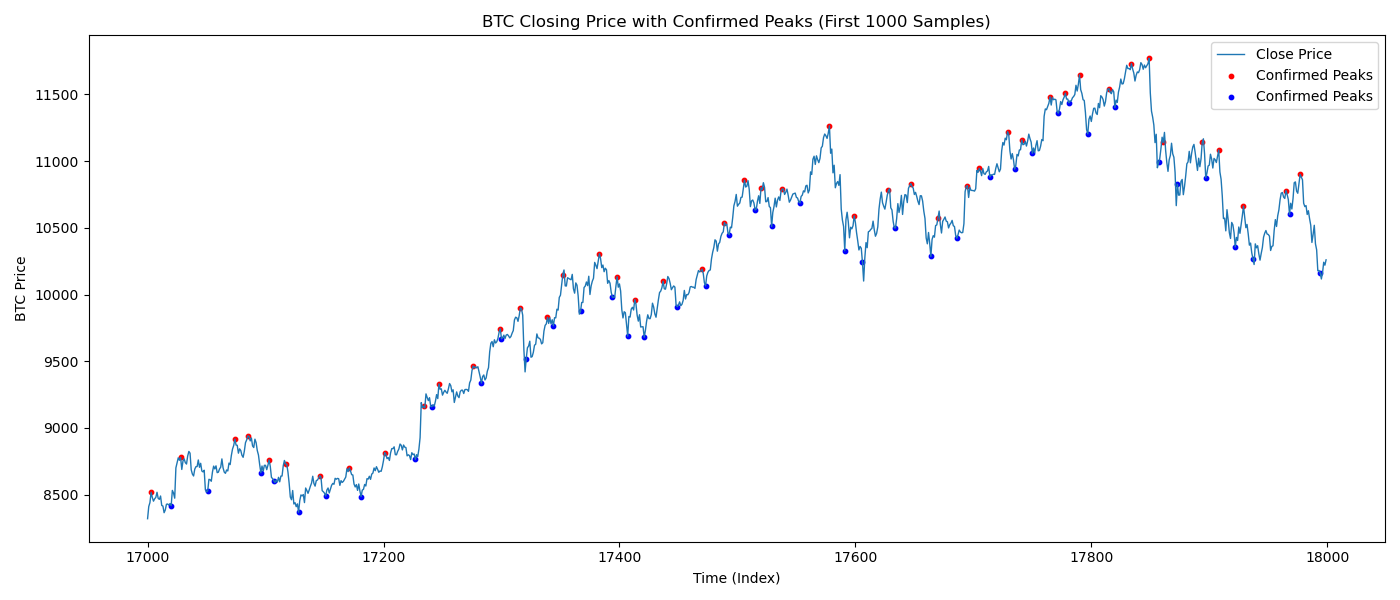 BTC Closing Price with Confirmed Peaks (First 1000 Samples)
Close Price
Confirmed Peaks
Confirmed Peaks
BTC Price
11500
11000
10500
10000
9500
9000
8500
17000
17200
17400
17600
17800
18000
Time (Index)